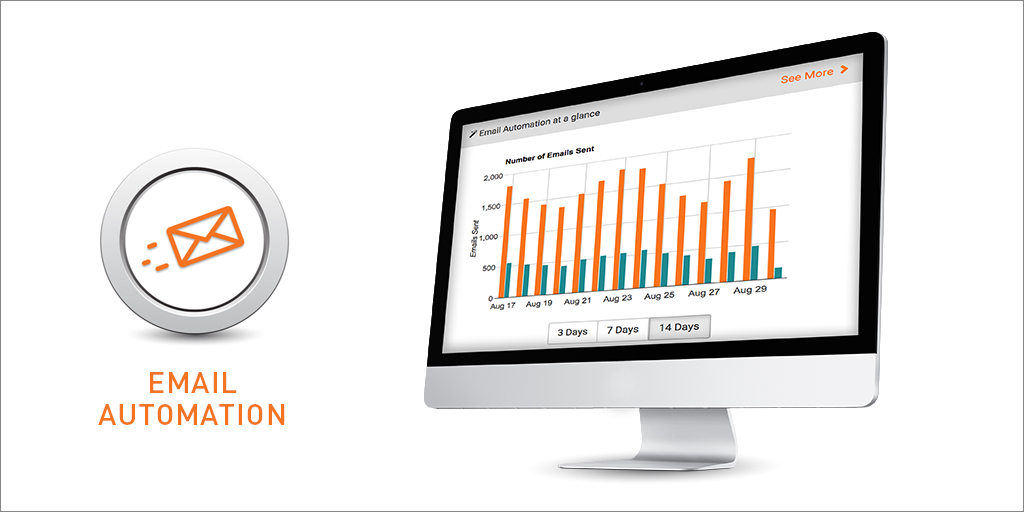 EMAIL
AUTOMATION
Email Automation at a glance
See More
Number of Emails Sent
Emails Sent
2,000
1,500
1,000
500
0
Aug 17 Aug 19 Aug 21 Aug 23 Aug 25 Aug 27 Aug 29
3 Days 7 Days 14 Days